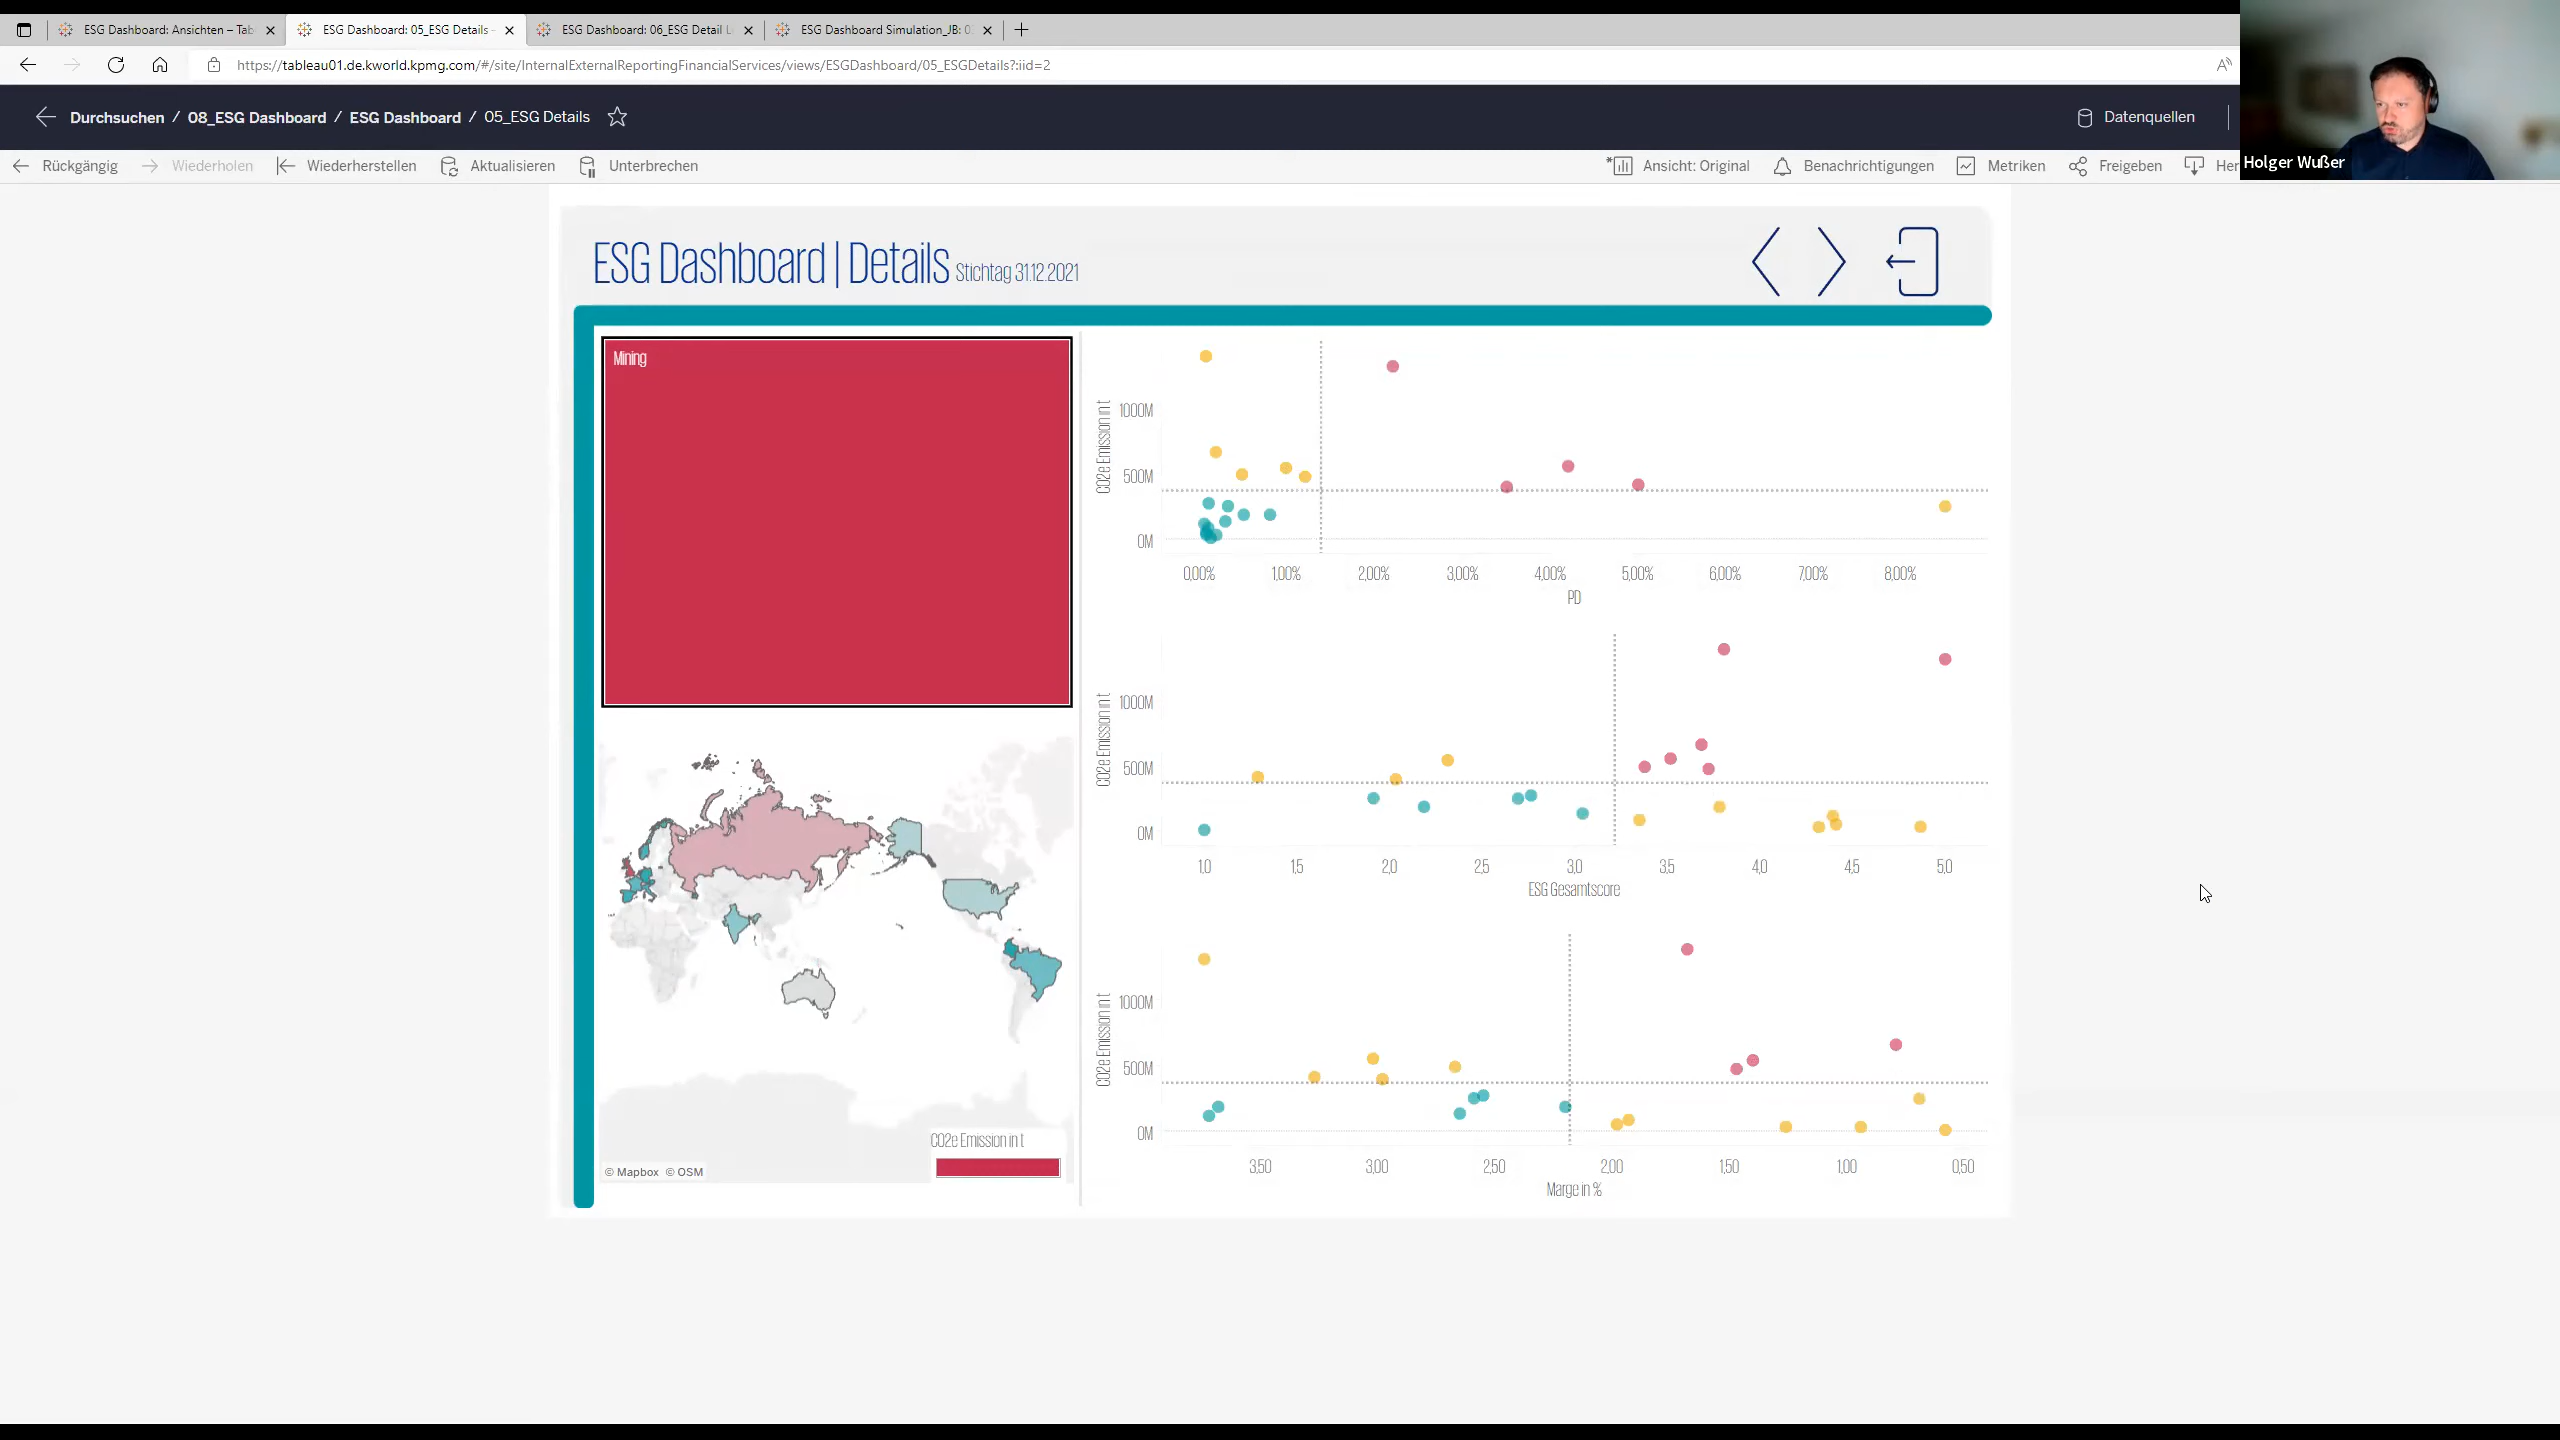 ESG Dashboard: Ansichten – Tab
ESG Dashboard: 05_ESG Details -
ESG Dashboard: 06_ESG Detail L
ESG Dashboard Simulation_JB: 0
https://tableau01.de.kworld.kpmg.com/#/site/InternalExternalReportingFinancialServices/views/ESGDashboard/05_ESGDetails?:iid=2
Durchsuchen / 08_ESG Dashboard / ESG Dashboard / 05_ESG Details
Datenquellen
Rückgängig Wiederholen Wiederherstellen Aktualisieren Unterbrechen
Ansicht: Original Benachrichtigungen Metriken Freigeben Her
Holger Wußer
ESG Dashboard | Details Stichtag 31.12.2021
Mining
CO2e Emission in t
1000M
500M
0M
0,00% 1,00% 2,00% 3,00% 4,00% 5,00% 6,00% 7,00% 8,00%
PD
CO2e Emission in t
1000M
500M
0M
1,0 1,5 2,0 2,5 3,0 3,5 4,0 4,5 5,0
ESG Gesamtscore
CO2e Emission in t
1000M
500M
0M
3,50 3,00 2,50 2,00 1,50 1,00 0,50
Marge in %
CO2e Emission in t
© Mapbox © OSM